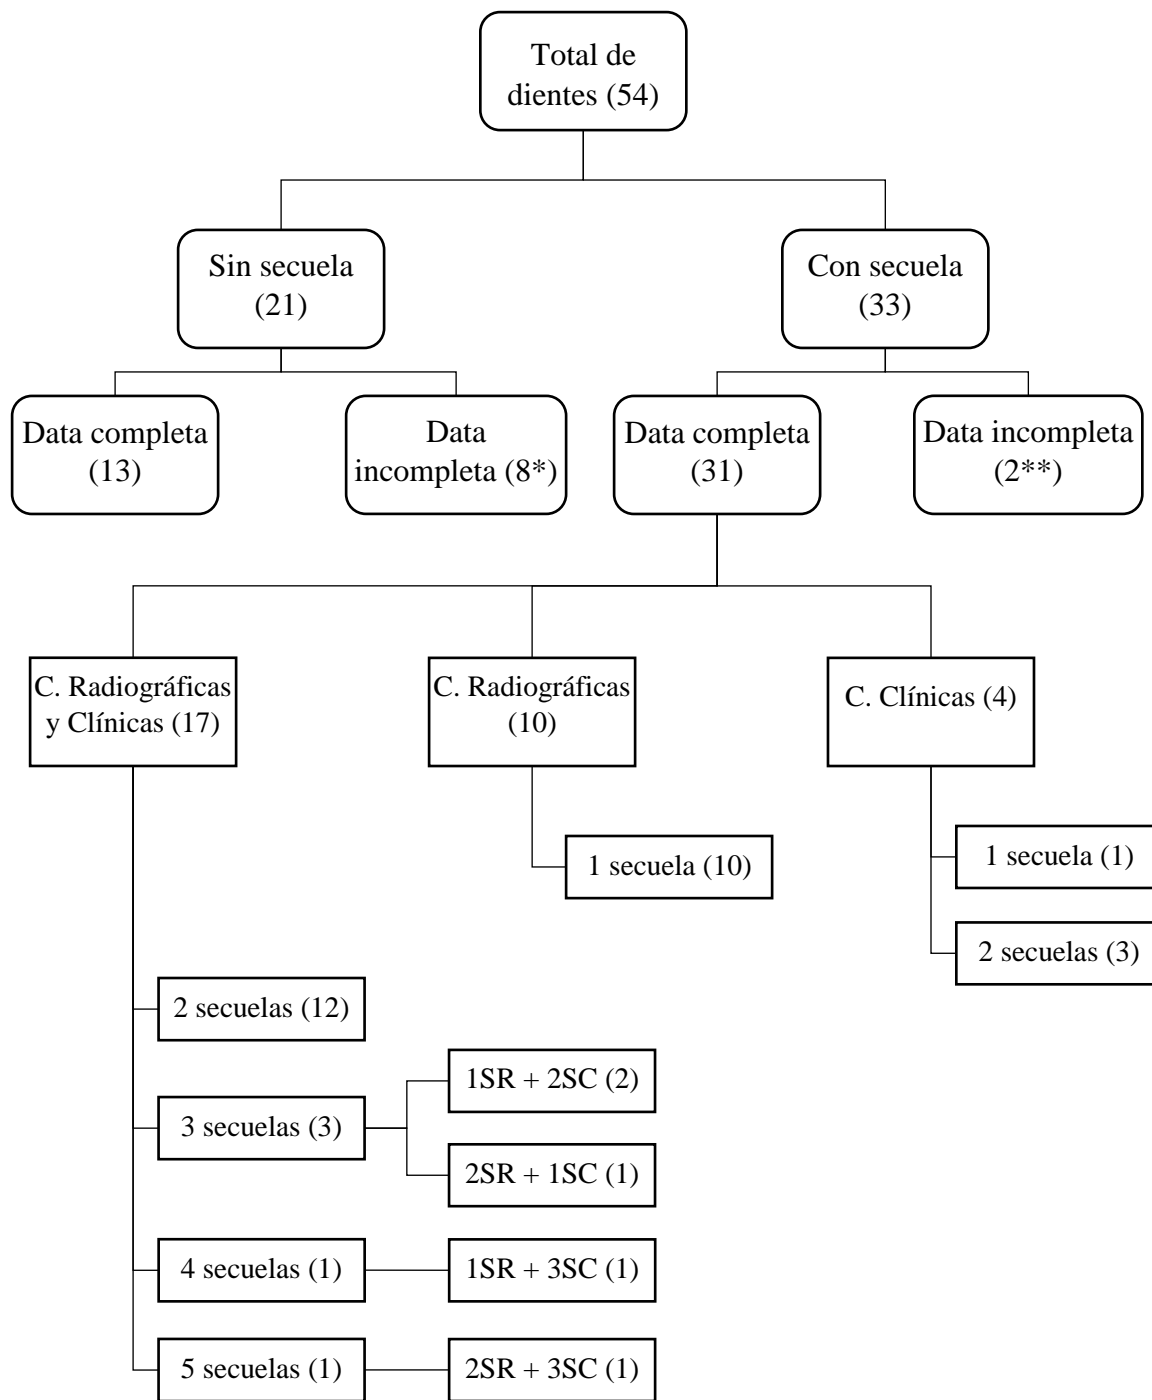 Total de
dientes (54)
Sin secuela
(21)
Con secuela
(33)
Data completa
(13)
Data
incompleta (8*)
Data completa
(31)
Data incompleta
(2**)
C. Radiográficas
y Clínicas (17)
C. Radiográficas
(10)
C. Clínicas (4)
1 secuela (10)
1 secuela (1)
2 secuelas (3)
2 secuelas (12)
3 secuelas (3)
1SR + 2SC (2)
2SR + 1SC (1)
4 secuelas (1)
1SR + 3SC (1)
5 secuelas (1)
2SR + 3SC (1)